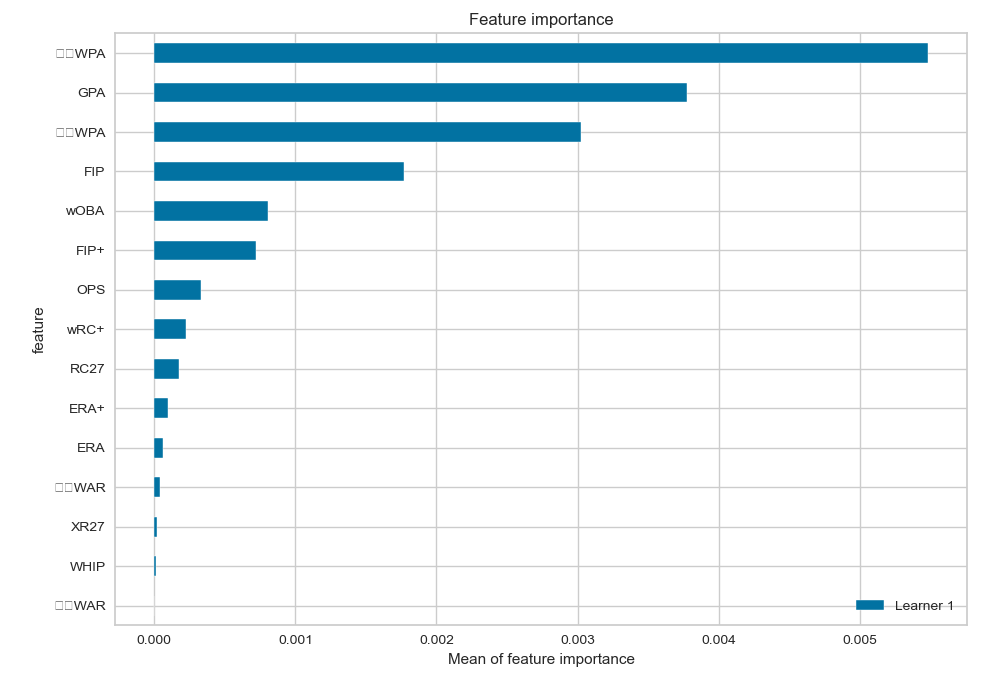 Feature importance
□□WPA
GPA
□□WPA
FIP
wOBA
FIP+
OPS
wRC+
RC27
ERA+
ERA
□□WAR
XR27
WHIP
□□WAR
feature
Learner 1
0.000 0.001 0.002 0.003 0.004 0.005
Mean of feature importance